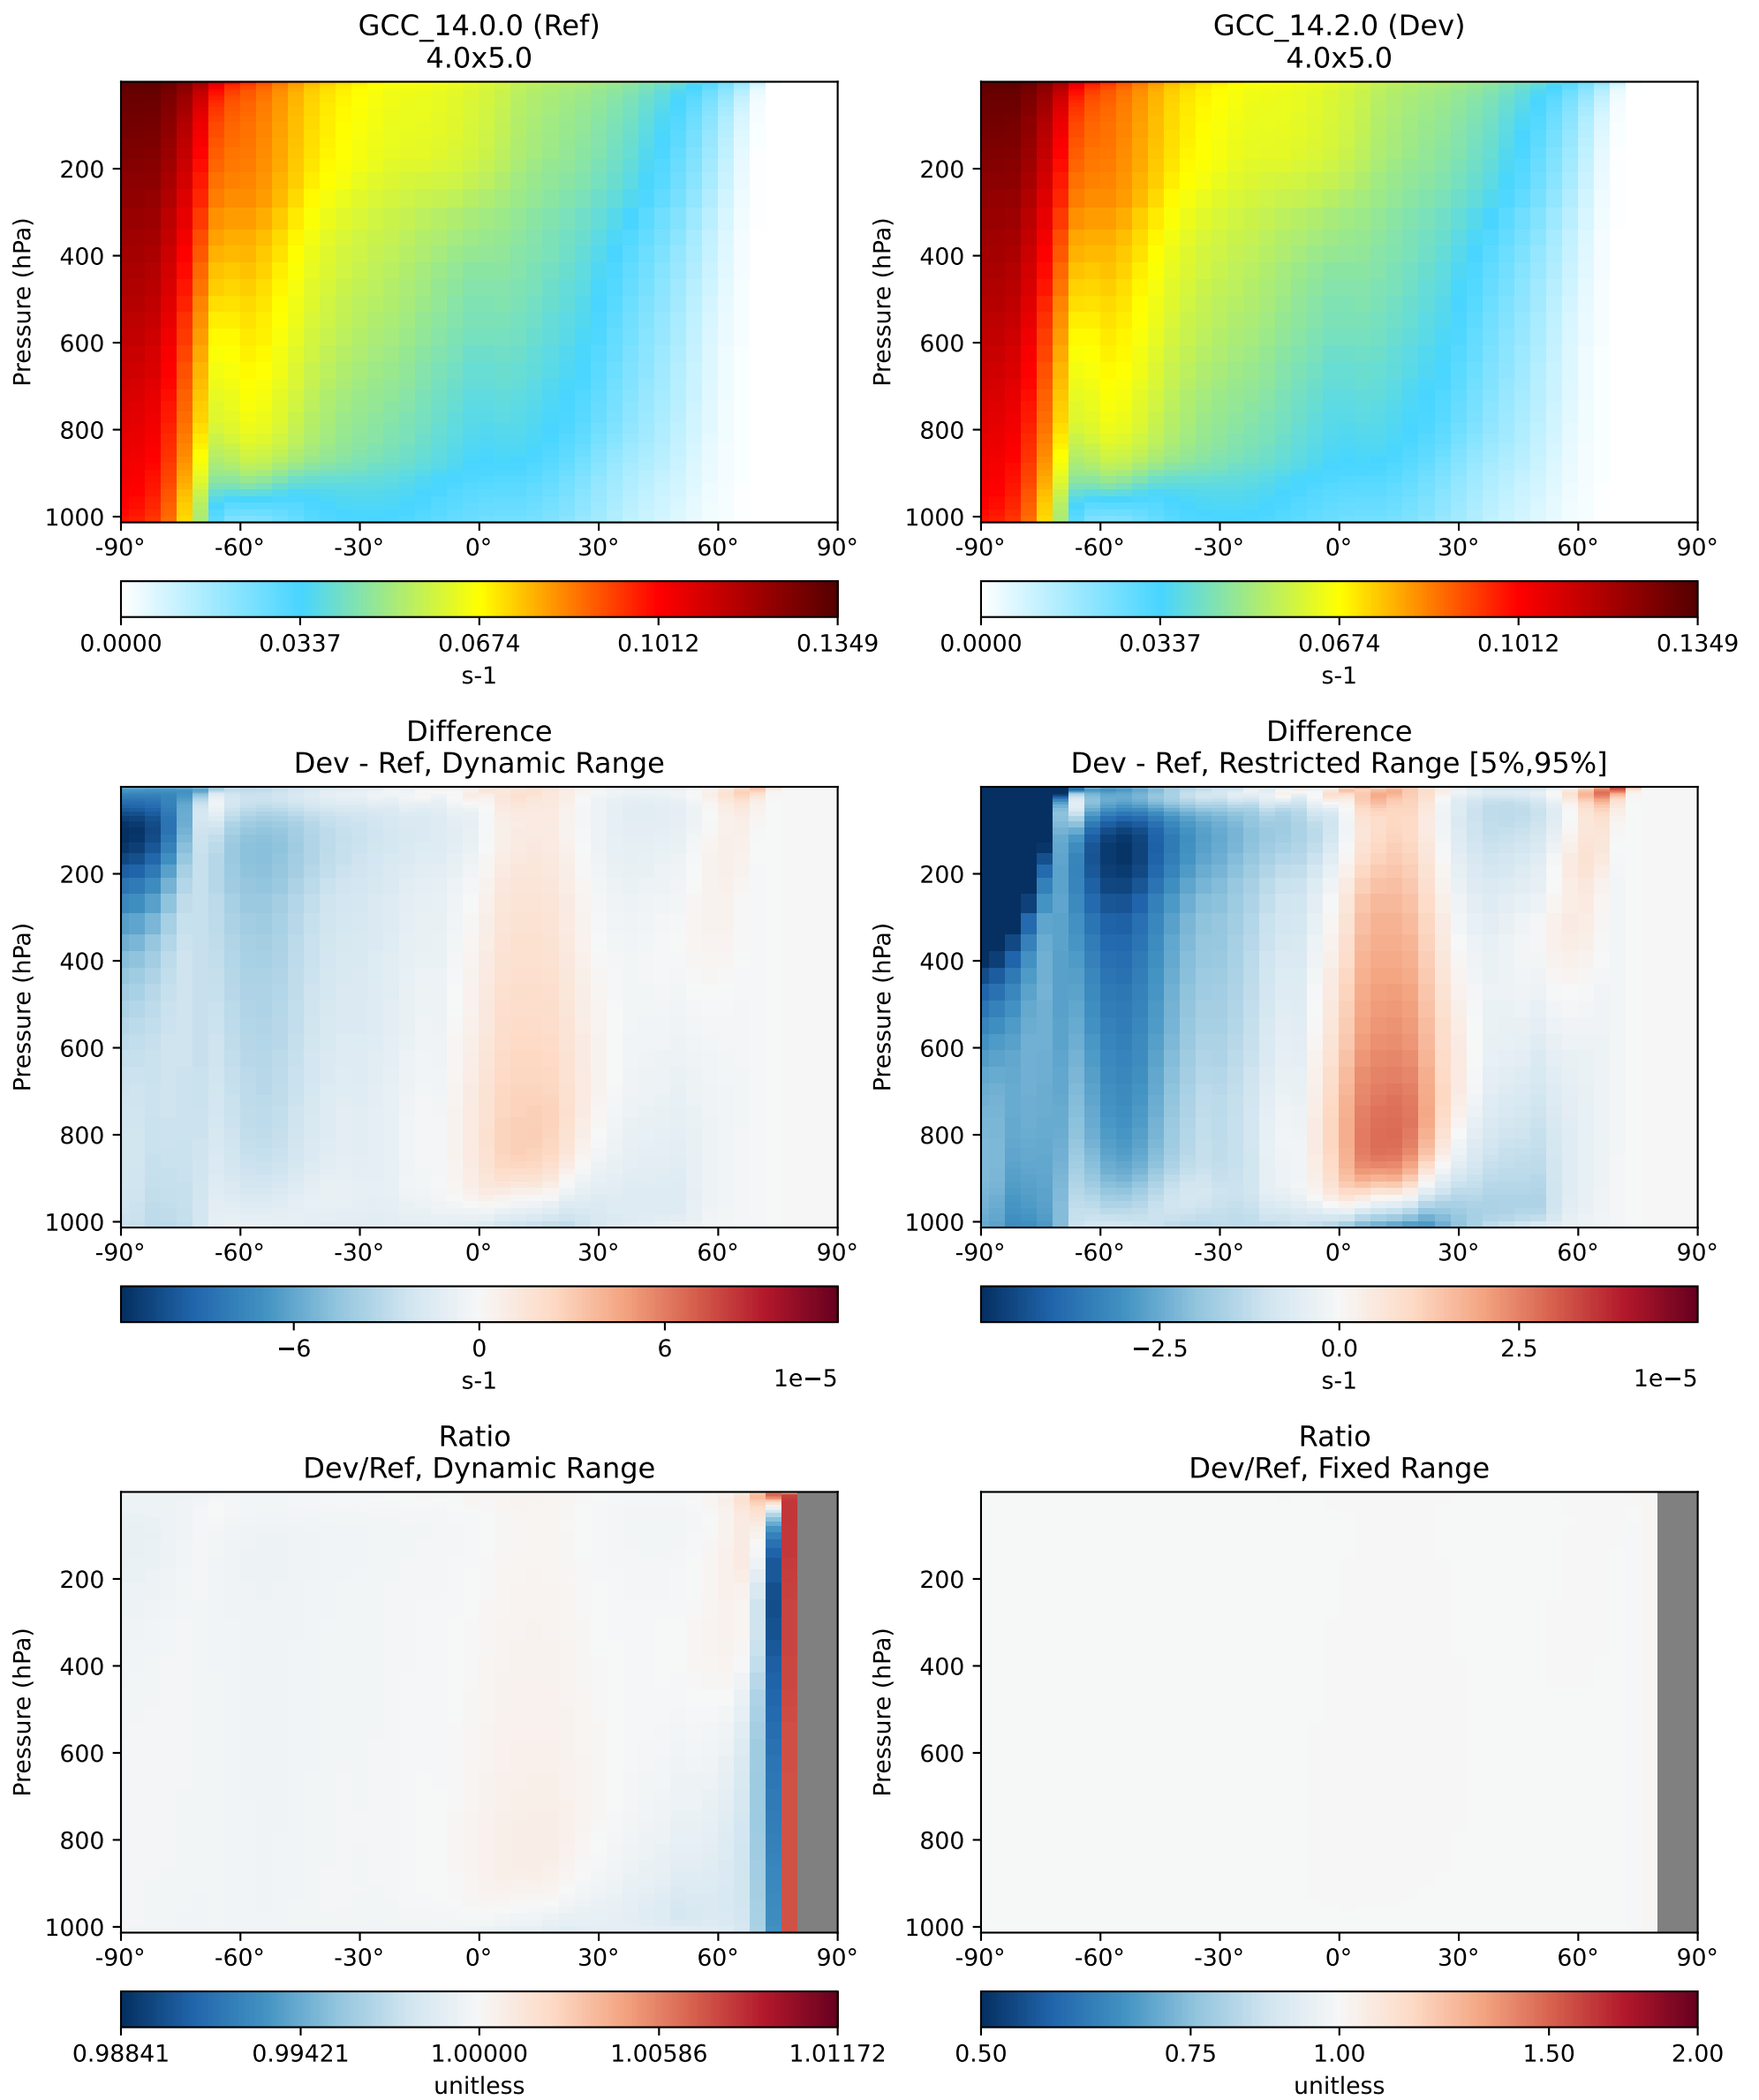 GCC_14.0.0 (Ref)
4.0x5.0
GCC_14.2.0 (Dev)
4.0x5.0
Pressure (hPa)
200
400
600
800
1000
-90° -60° -30° 0° 30° 60° 90°
0.0000 0.0337 0.0674 0.1012 0.1349
s-1
Pressure (hPa)
200
400
600
800
1000
-90° -60° -30° 0° 30° 60° 90°
0.0000 0.0337 0.0674 0.1012 0.1349
s-1
Difference
Dev - Ref, Dynamic Range
Pressure (hPa)
200
400
600
800
1000
-90° -60° -30° 0° 30° 60° 90°
−6 0 6
s-1 1e−5
Difference
Dev - Ref, Restricted Range [5%,95%]
Pressure (hPa)
200
400
600
800
1000
-90° -60° -30° 0° 30° 60° 90°
−2.5 0.0 2.5
s-1 1e−5
Ratio
Dev/Ref, Dynamic Range
Pressure (hPa)
200
400
600
800
1000
-90° -60° -30° 0° 30° 60° 90°
0.98841 0.99421 1.00000 1.00586 1.01172
unitless
Ratio
Dev/Ref, Fixed Range
Pressure (hPa)
200
400
600
800
1000
-90° -60° -30° 0° 30° 60° 90°
0.50 0.75 1.00 1.50 2.00
unitless